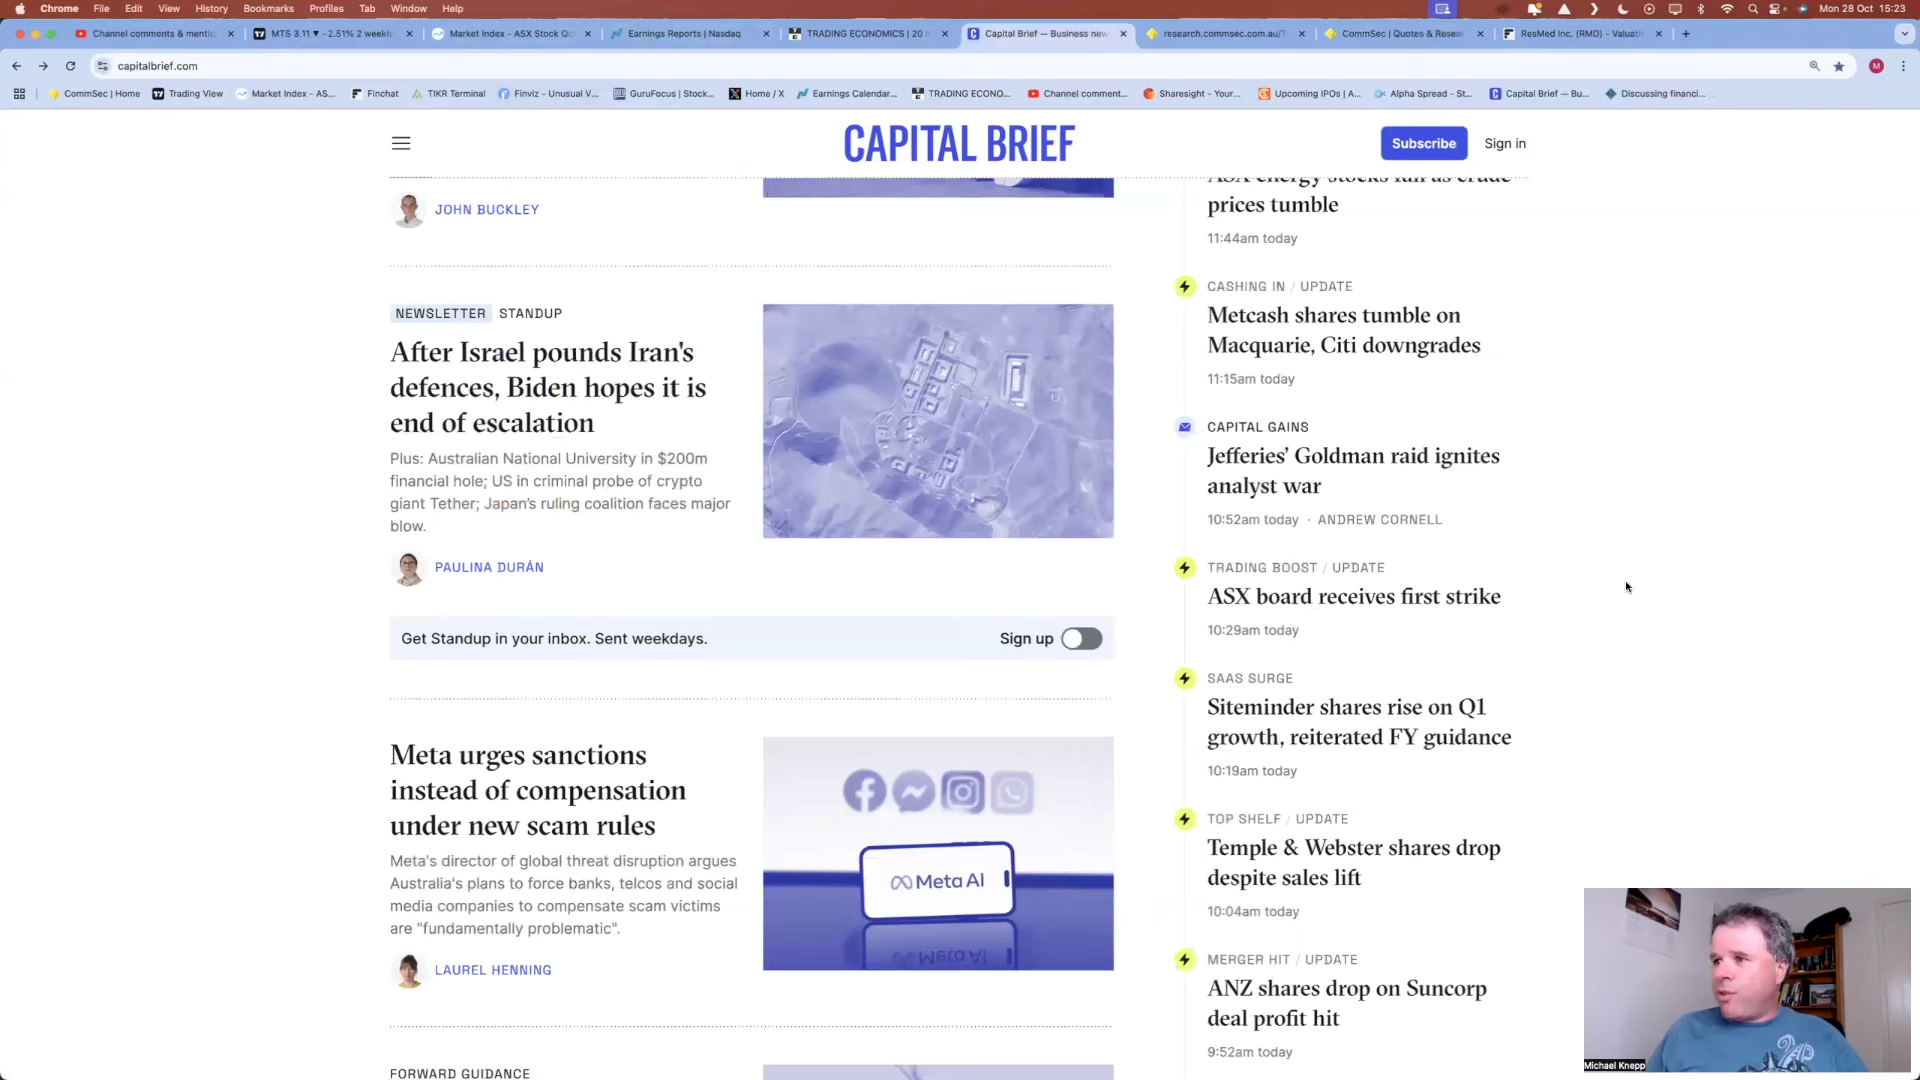 Chrome File Edit View History Bookmarks Profiles Tab Window Help Mon 28 Oct 15:23
Channel comments & mentio MTS 3.11 ▼ −2.51% 2 weekly Market Index - ASX Stock Qu Earnings Reports | Nasdaq TRADING ECONOMICS | 20 m Capital Brief — Business new research.commsec.com.au/T CommSec | Quotes & Resea ResMed Inc. (RMD) - Valuati
capitalbrief.com M
CommSec | Home Trading View Market Index - AS... Finchat TIKR Terminal Finviz - Unusual V... GuruFocus | Stock... Home / X Earnings Calendar... TRADING ECONO... Channel comment... Sharesight - Your... Upcoming IPOs | A... Alpha Spread - St... Capital Brief — Bu... Discussing financi...
CAPITAL BRIEF
Subscribe
Sign in
JOHN BUCKLEY
NEWSLETTER STANDUP
After Israel pounds Iran's
defences, Biden hopes it is
end of escalation
Plus: Australian National University in $200m
financial hole; US in criminal probe of crypto
giant Tether; Japan's ruling coalition faces major
blow.
PAULINA DURÁN
Get Standup in your inbox. Sent weekdays. Sign up
Meta urges sanctions
instead of compensation
under new scam rules
Meta's director of global threat disruption argues
Australia's plans to force banks, telcos and social
media companies to compensate scam victims
are "fundamentally problematic".
LAUREL HENNING
Meta AI
Meta AI
FORWARD GUIDANCE
ASX energy stocks fall as crude
prices tumble
11:44am today
CASHING IN / UPDATE
Metcash shares tumble on
Macquarie, Citi downgrades
11:15am today
CAPITAL GAINS
Jefferies' Goldman raid ignites
analyst war
10:52am today · ANDREW CORNELL
TRADING BOOST / UPDATE
ASX board receives first strike
10:29am today
SAAS SURGE
Siteminder shares rise on Q1
growth, reiterated FY guidance
10:19am today
TOP SHELF / UPDATE
Temple & Webster shares drop
despite sales lift
10:04am today
MERGER HIT / UPDATE
ANZ shares drop on Suncorp
deal profit hit
9:52am today
Michael Knepp